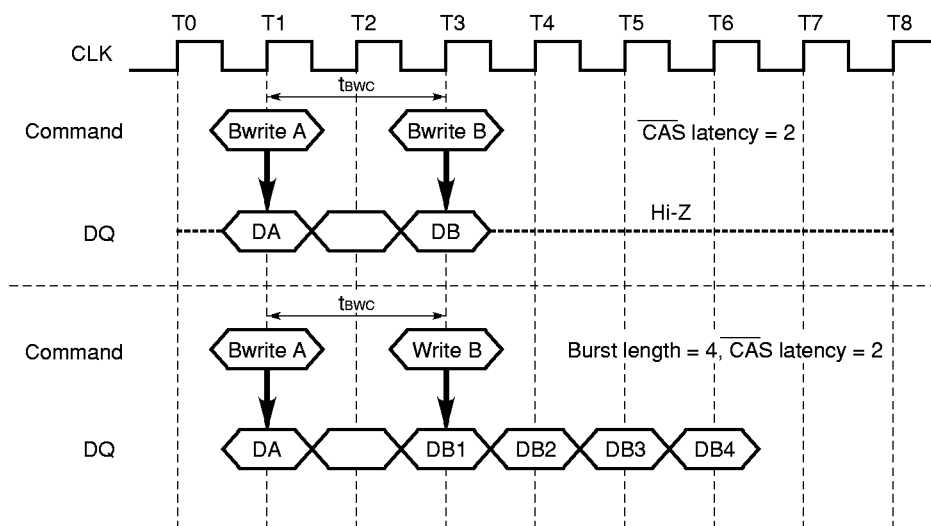 T0 T1 T2 T3 T4 T5 T6 T7 T8
CLK
tBWC
Command Bwrite A Bwrite B CAS latency = 2
Hi-Z
DQ DA DB
tBWC
Command Bwrite A Write B Burst length = 4, CAS latency = 2
DQ DA DB1 DB2 DB3 DB4